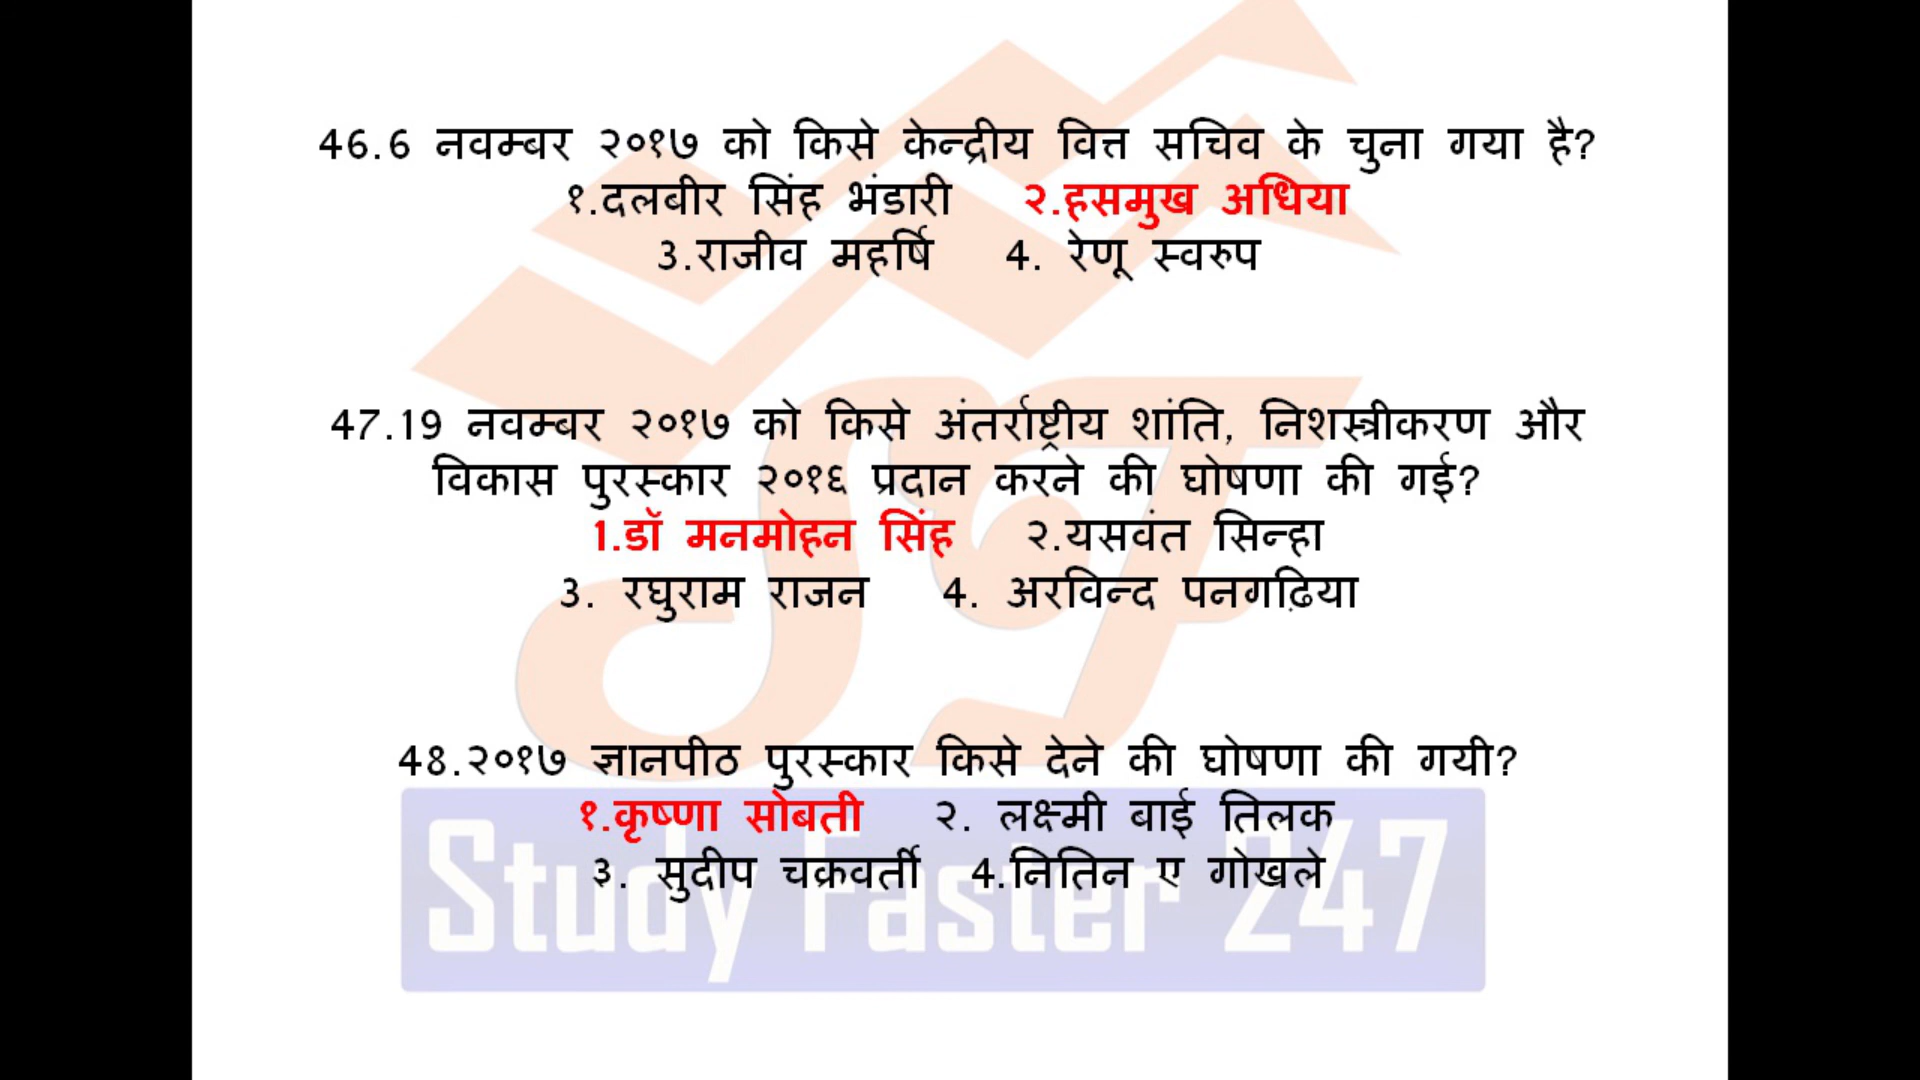 46.6 नवम्बर २०१७ को किसे केन्द्रीय वित्त सचिव के चुना गया है?
१.दलबीर सिंह भंडारी २.हसमुख अधिया
3.राजीव महर्षि 4. रेणू स्वरुप
47.19 नवम्बर २०१७ को किसे अंतर्राष्ट्रीय शांति, निशस्त्रीकरण और
विकास पुरस्कार २०१६ प्रदान करने की घोषणा की गई?
1.डॉ मनमोहन सिंह २.यसवंत सिन्हा
3. रघुराम राजन 4. अरविन्द पनगढ़िया
48.२०१७ ज्ञानपीठ पुरस्कार किसे देने की घोषणा की गयी?
१.कृष्णा सोबती २. लक्ष्मी बाई तिलक
३. सुदीप चक्रवर्ती 4.नितिन ए गोखले
Study Faster 247